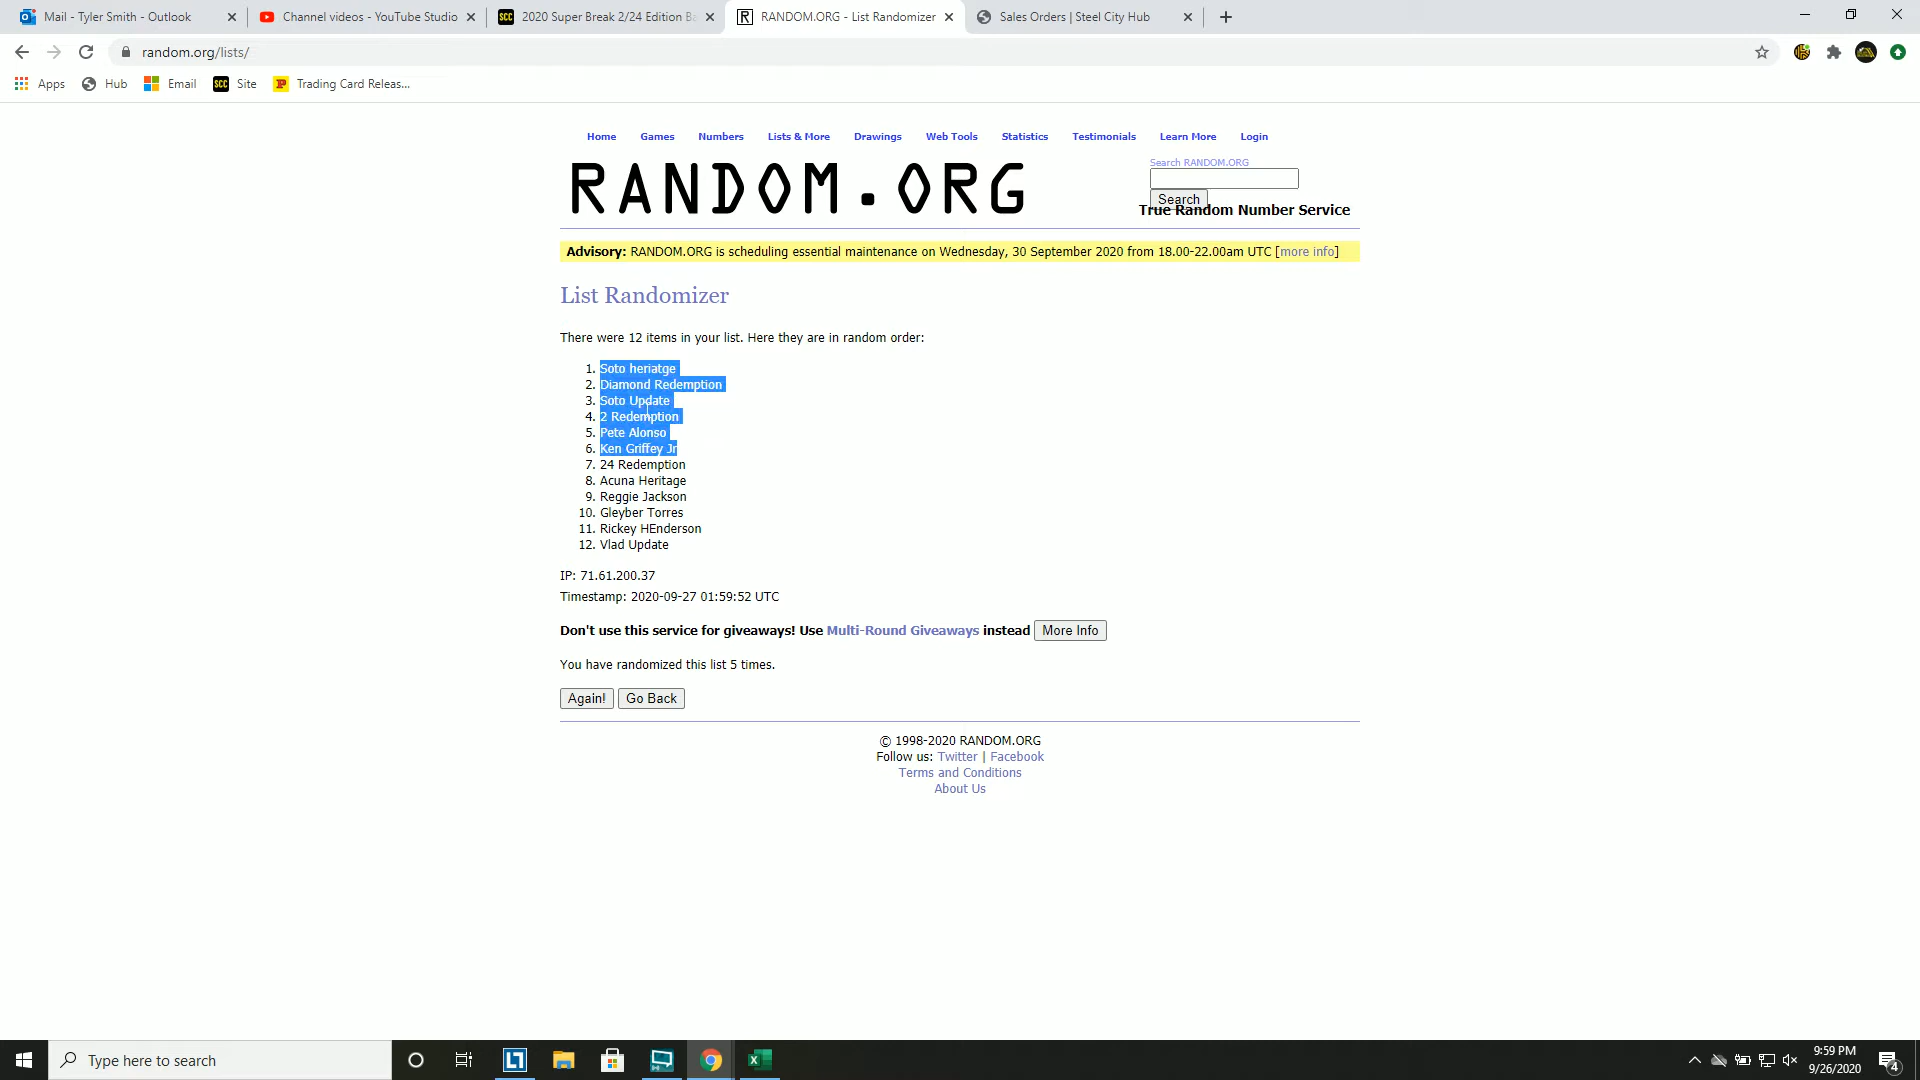 Mail - Tyler Smith - Outlook
Channel videos - YouTube Studio
SCC 2020 Super Break 2/24 Edition Ba
R RANDOM.ORG - List Randomizer
Sales Orders | Steel City Hub
random.org/lists/
Apps Hub Email SCC Site P Trading Card Releas...
Home Games Numbers Lists & More Drawings Web Tools Statistics Testimonials Learn More Login
RANDOM.ORG
Search RANDOM.ORG
Search
True Random Number Service
Advisory: RANDOM.ORG is scheduling essential maintenance on Wednesday, 30 September 2020 from 18.00-22.00am UTC [more info]
List Randomizer
There were 12 items in your list. Here they are in random order:
1. Soto heriatge
2. Diamond Redemption
3. Soto Update
4. 2 Redemption
5. Pete Alonso
6. Ken Griffey Jr
7. 24 Redemption
8. Acuna Heritage
9. Reggie Jackson
10. Gleyber Torres
11. Rickey HEnderson
12. Vlad Update
IP: 71.61.200.37
Timestamp: 2020-09-27 01:59:52 UTC
Don't use this service for giveaways! Use Multi-Round Giveaways instead More Info
You have randomized this list 5 times.
Again! Go Back
© 1998-2020 RANDOM.ORG
Follow us: Twitter | Facebook
Terms and Conditions
About Us
Type here to search
9:59 PM
9/26/2020
4